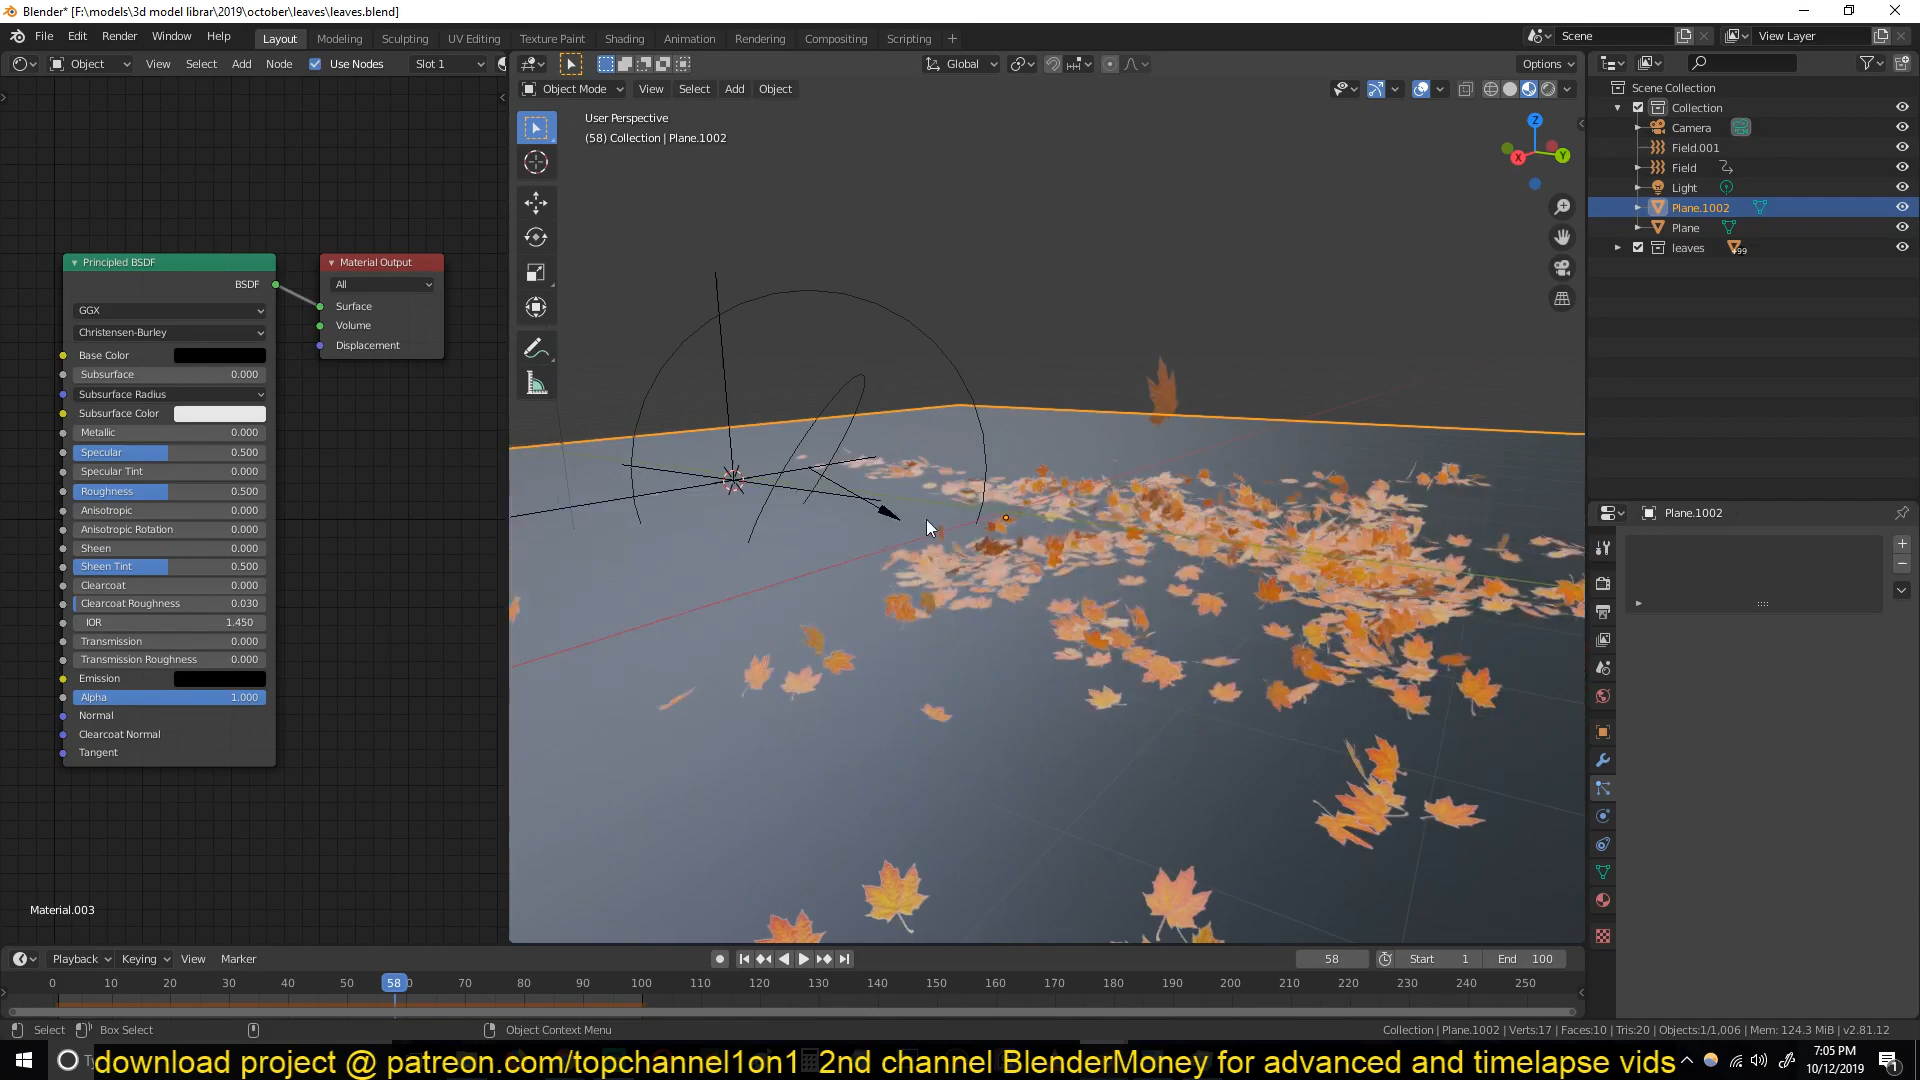 Blender* [F:\models\3d model librar\2019\october\leaves\leaves.blend]
File Edit Render Window Help Layout Modeling Sculpting UV Editing Texture Paint Shading Animation Rendering Compositing Scripting + Scene View Layer
Object View Select Add Node Use Nodes Slot 1 Global Options
Object Mode View Select Add Object
User Perspective
(58) Collection | Plane.1002
Z
X
Y
Scene Collection
Collection
Camera
Field.001
Field
Light
Plane.1002
Plane
leaves
99
Principled BSDF
BSDF
GGX
Christensen-Burley
Base Color
Subsurface 0.000
Subsurface Radius
Subsurface Color
Metallic 0.000
Specular 0.500
Specular Tint 0.000
Roughness 0.500
Anisotropic 0.000
Anisotropic Rotation 0.000
Sheen 0.000
Sheen Tint 0.500
Clearcoat 0.000
Clearcoat Roughness 0.030
IOR 1.450
Transmission 0.000
Transmission Roughness 0.000
Emission
Alpha 1.000
Normal
Clearcoat Normal
Tangent
Material Output
All
Surface
Volume
Displacement
Material.003
Plane.1002
Playback Keying View Marker 58 Start 1 End 100
0 10 20 30 40 50 58 70 80 90 100 110 120 130 140 150 160 170 180 190 200 210 220 230 240 250
Select Box Select Object Context Menu Collection | Plane.1002 | Verts:17 | Faces:10 | Tris:20 | Objects:1/1,006 | Mem: 124.3 MiB | v2.81.12
download project @ patreon.com/topchannel1on1 2nd channel BlenderMoney for advanced and timelapse vids
7:05 PM
10/12/2019
1